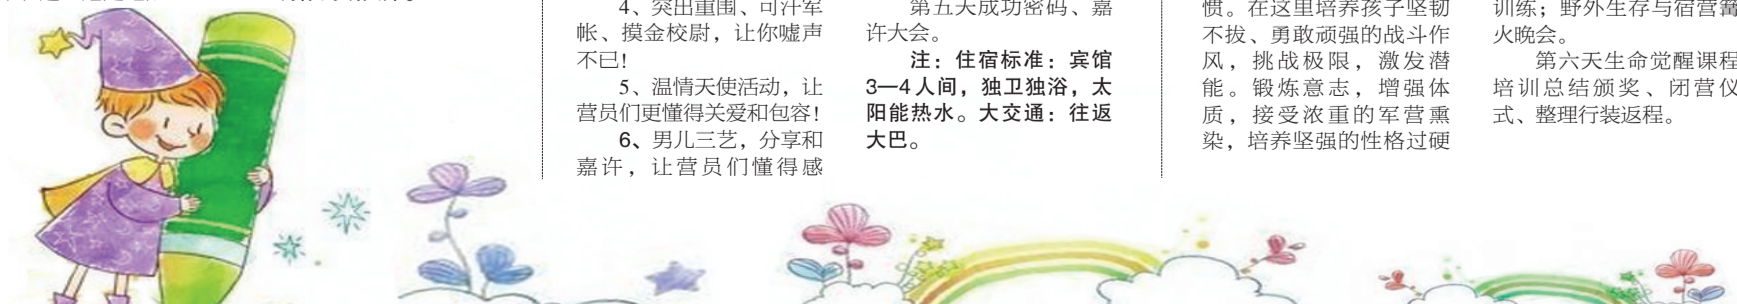 4、突出重围、可汗军
帐、摸金校尉，让你嘘声
不已！
5、温情天使活动，让
营员们更懂得关爱和包容！
6、男儿三艺，分享和
嘉许，让营员们懂得感
第五天成功密码、嘉
许大会。
注：住宿标准：宾馆
3—4人间，独卫独浴，太
阳能热水。大交通：往返
大巴。
惯。在这里培养孩子坚韧
不拔、勇敢顽强的战斗作
风，挑战极限，激发潜
能。锻炼意志，增强体
质，接受浓重的军营熏
染，培养坚强的性格过硬
训练；野外生存与宿营篝
火晚会。
第六天生命觉醒课程
培训总结颁奖、闭营仪
式、整理行装返程。